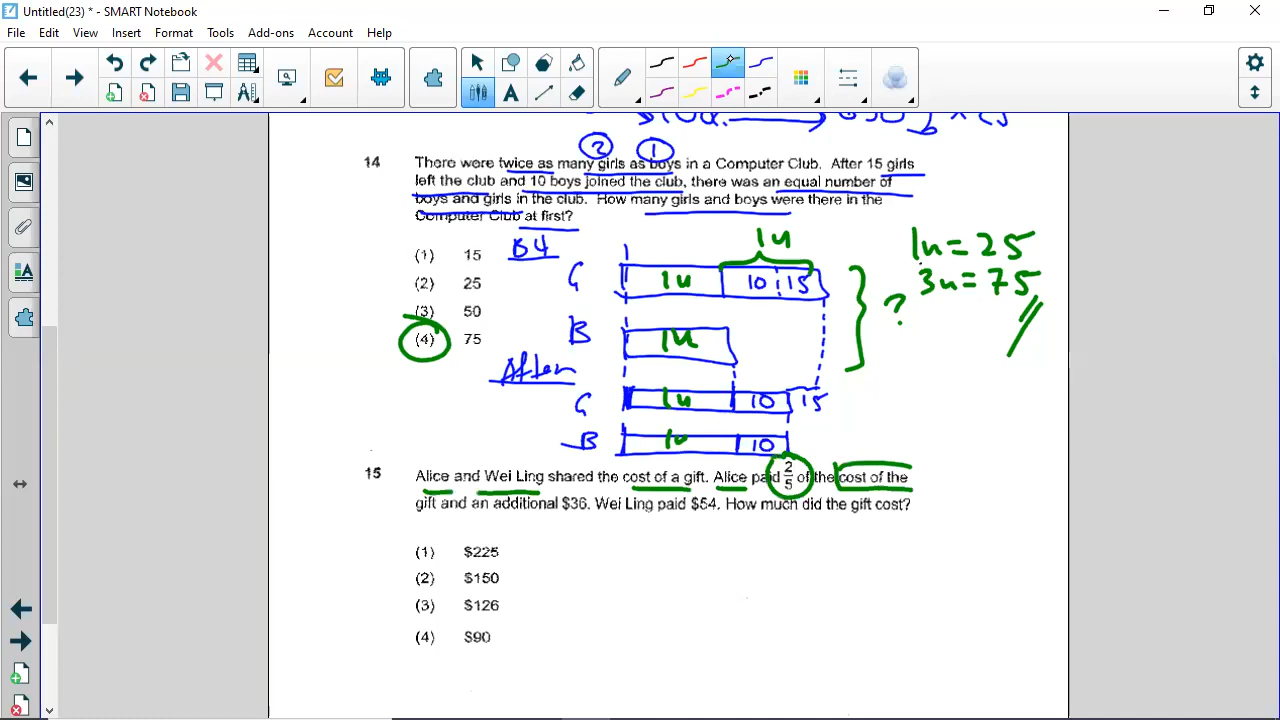 Untitled(23) * - SMART Notebook
File Edit View Insert Format Tools Add-ons Account Help
2 1
14 There were twice as many girls as boys in a Computer Club. After 15 girls
left the club and 10 boys joined the club, there was an equal number of
boys and girls in the club. How many girls and boys were there in the
Computer Club at first?
(1) 15
(2) 25
(3) 50
(4) 75
B4
1u
G 1u 10 15
B 1u
?
1u = 25
3u = 75
After
G 1u 10 15
B 1u 10
15 Alice and Wei Ling shared the cost of a gift. Alice paid 2/5 of the cost of the
gift and an additional $36. Wei Ling paid $54. How much did the gift cost?
(1) $225
(2) $150
(3) $126
(4) $90